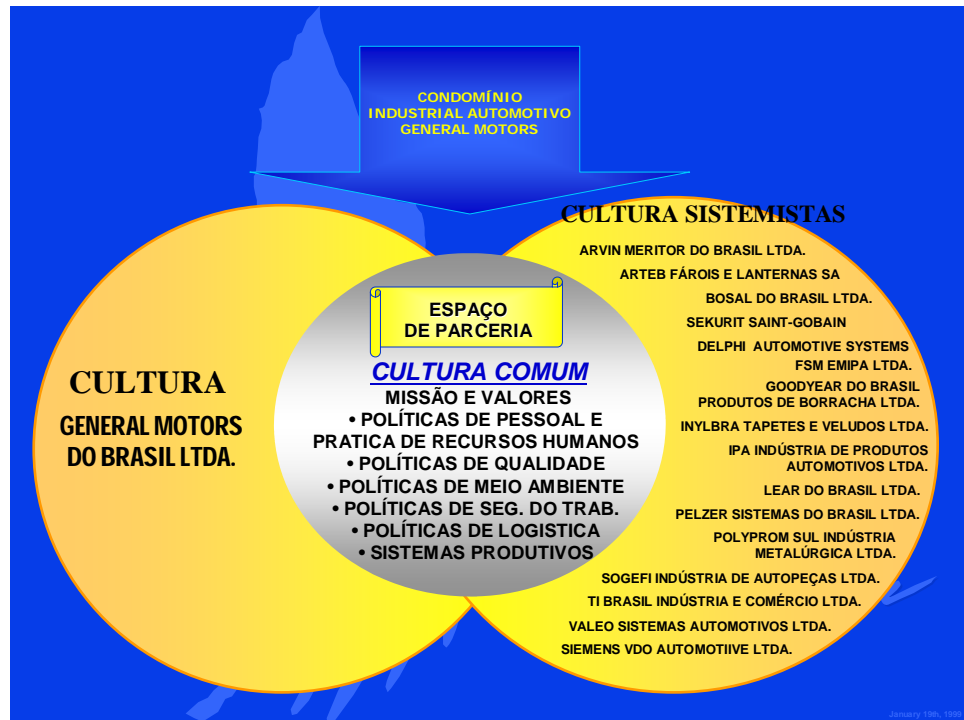 CONDOMÍNIO
INDUSTRIAL AUTOMOTIVO
GENERAL MOTORS
CULTURA
GENERAL MOTORS
DO BRASIL LTDA.
ESPAÇO
DE PARCERIA
CULTURA COMUM
MISSÃO E VALORES
• POLÍTICAS DE PESSOAL E
PRATICA DE RECURSOS HUMANOS
• POLÍTICAS DE QUALIDADE
• POLÍTICAS DE MEIO AMBIENTE
• POLÍTICAS DE SEG. DO TRAB.
• POLÍTICAS DE LOGISTICA
• SISTEMAS PRODUTIVOS
CULTURA SISTEMISTAS
ARVIN MERITOR DO BRASIL LTDA.
ARTEB FÁROIS E LANTERNAS SA
BOSAL DO BRASIL LTDA.
SEKURIT SAINT-GOBAIN
DELPHI AUTOMOTIVE SYSTEMS
FSM EMIPA LTDA.
GOODYEAR DO BRASIL
PRODUTOS DE BORRACHA LTDA.
INYLBRA TAPETES E VELUDOS LTDA.
IPA INDÚSTRIA DE PRODUTOS
AUTOMOTIVOS LTDA.
LEAR DO BRASIL LTDA.
PELZER SISTEMAS DO BRASIL LTDA.
POLYPROM SUL INDÚSTRIA
METALÚRGICA LTDA.
SOGEFI INDÚSTRIA DE AUTOPEÇAS LTDA.
TI BRASIL INDÚSTRIA E COMÉRCIO LTDA.
VALEO SISTEMAS AUTOMOTIVOS LTDA.
SIEMENS VDO AUTOMOTIIVE LTDA.
January 19th, 1999